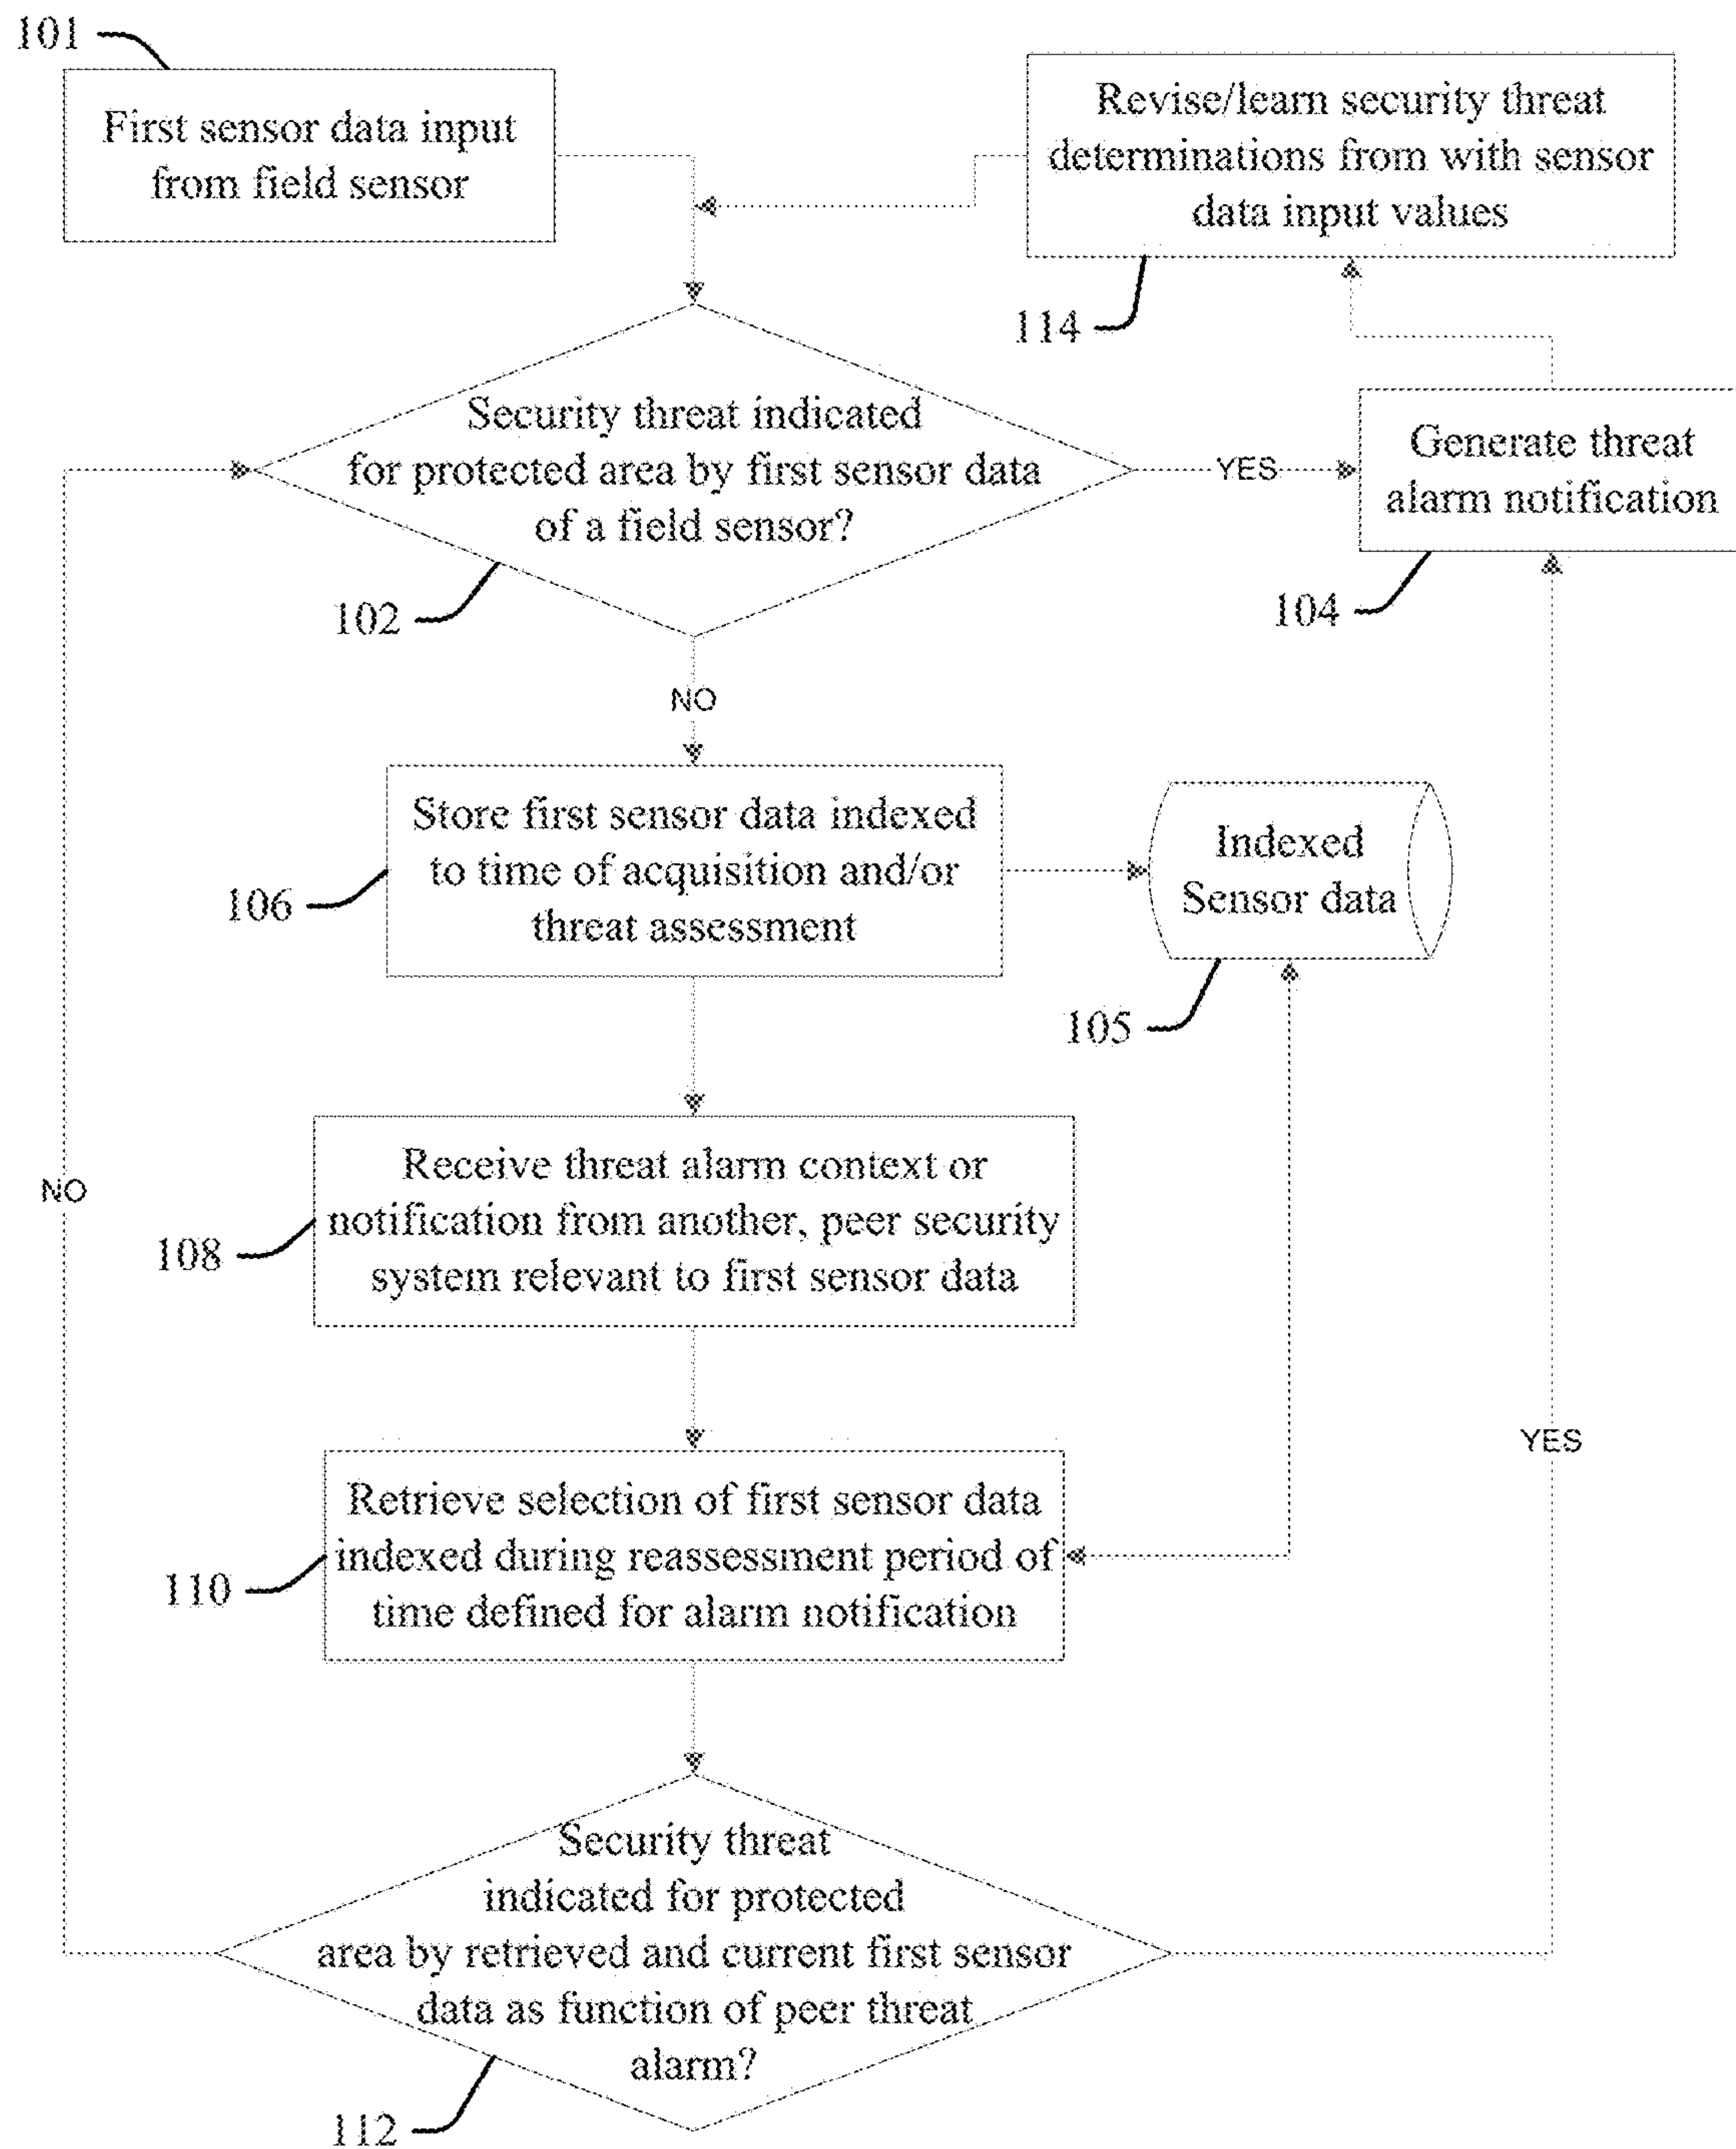 101
First sensor data input
from field sensor
Revise/learn security threat
determinations from with sensor
data input values
114
Security threat indicated
for protected area by first sensor data
of a field sensor?
102
YES
Generate threat
alarm notification
104
NO
Store first sensor data indexed
to time of acquisition and/or
threat assessment
106
Indexed
Sensor data
105
Receive threat alarm context or
notification from another, peer security
system relevant to first sensor data
108
NO
Retrieve selection of first sensor data
indexed during reassessment period of
time defined for alarm notification
110
YES
Security threat
indicated for protected
area by retrieved and current first sensor
data as function of peer threat
alarm?
112